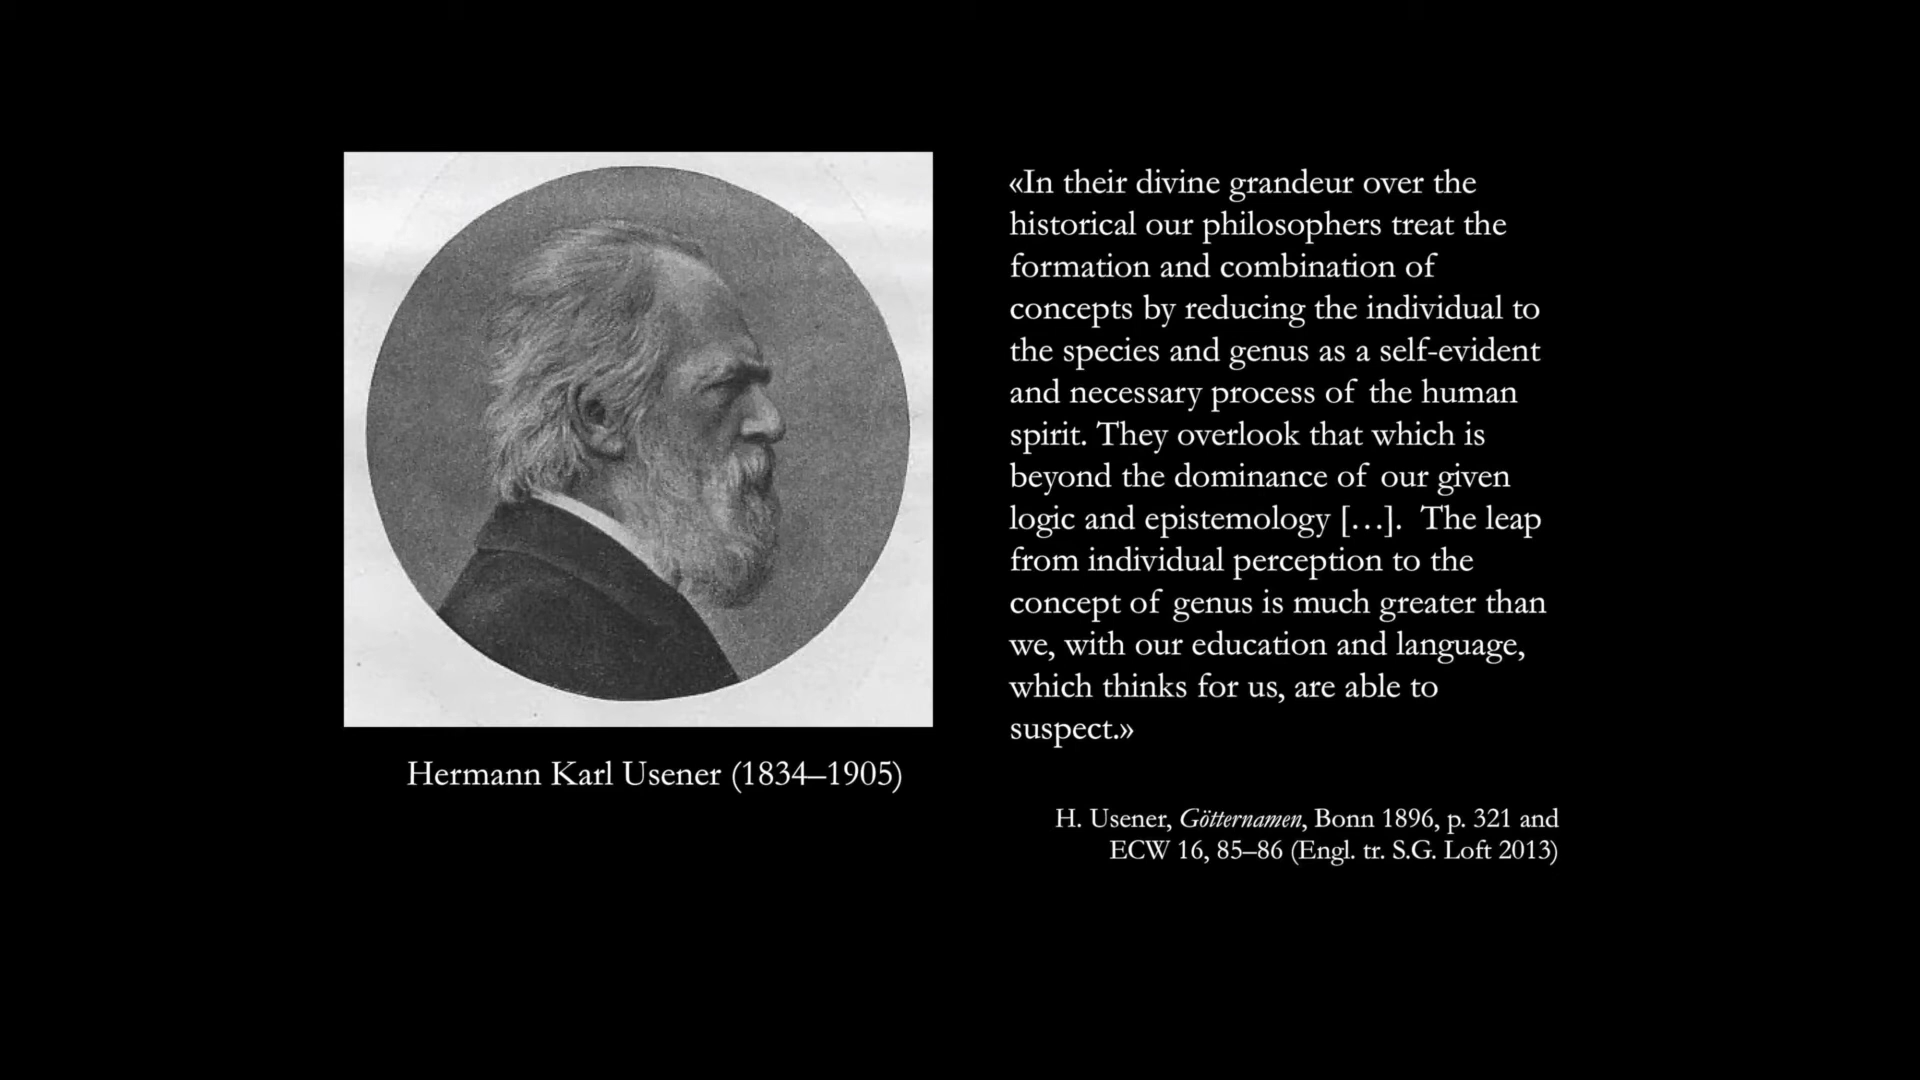 «In their divine grandeur over the
historical our philosophers treat the
formation and combination of
concepts by reducing the individual to
the species and genus as a self-evident
and necessary process of the human
spirit. They overlook that which is
beyond the dominance of our given
logic and epistemology […]. The leap
from individual perception to the
concept of genus is much greater than
we, with our education and language,
which thinks for us, are able to
suspect.»
Hermann Karl Usener (1834–1905)
H. Usener, Götternamen, Bonn 1896, p. 321 and
ECW 16, 85–86 (Engl. tr. S.G. Loft 2013)